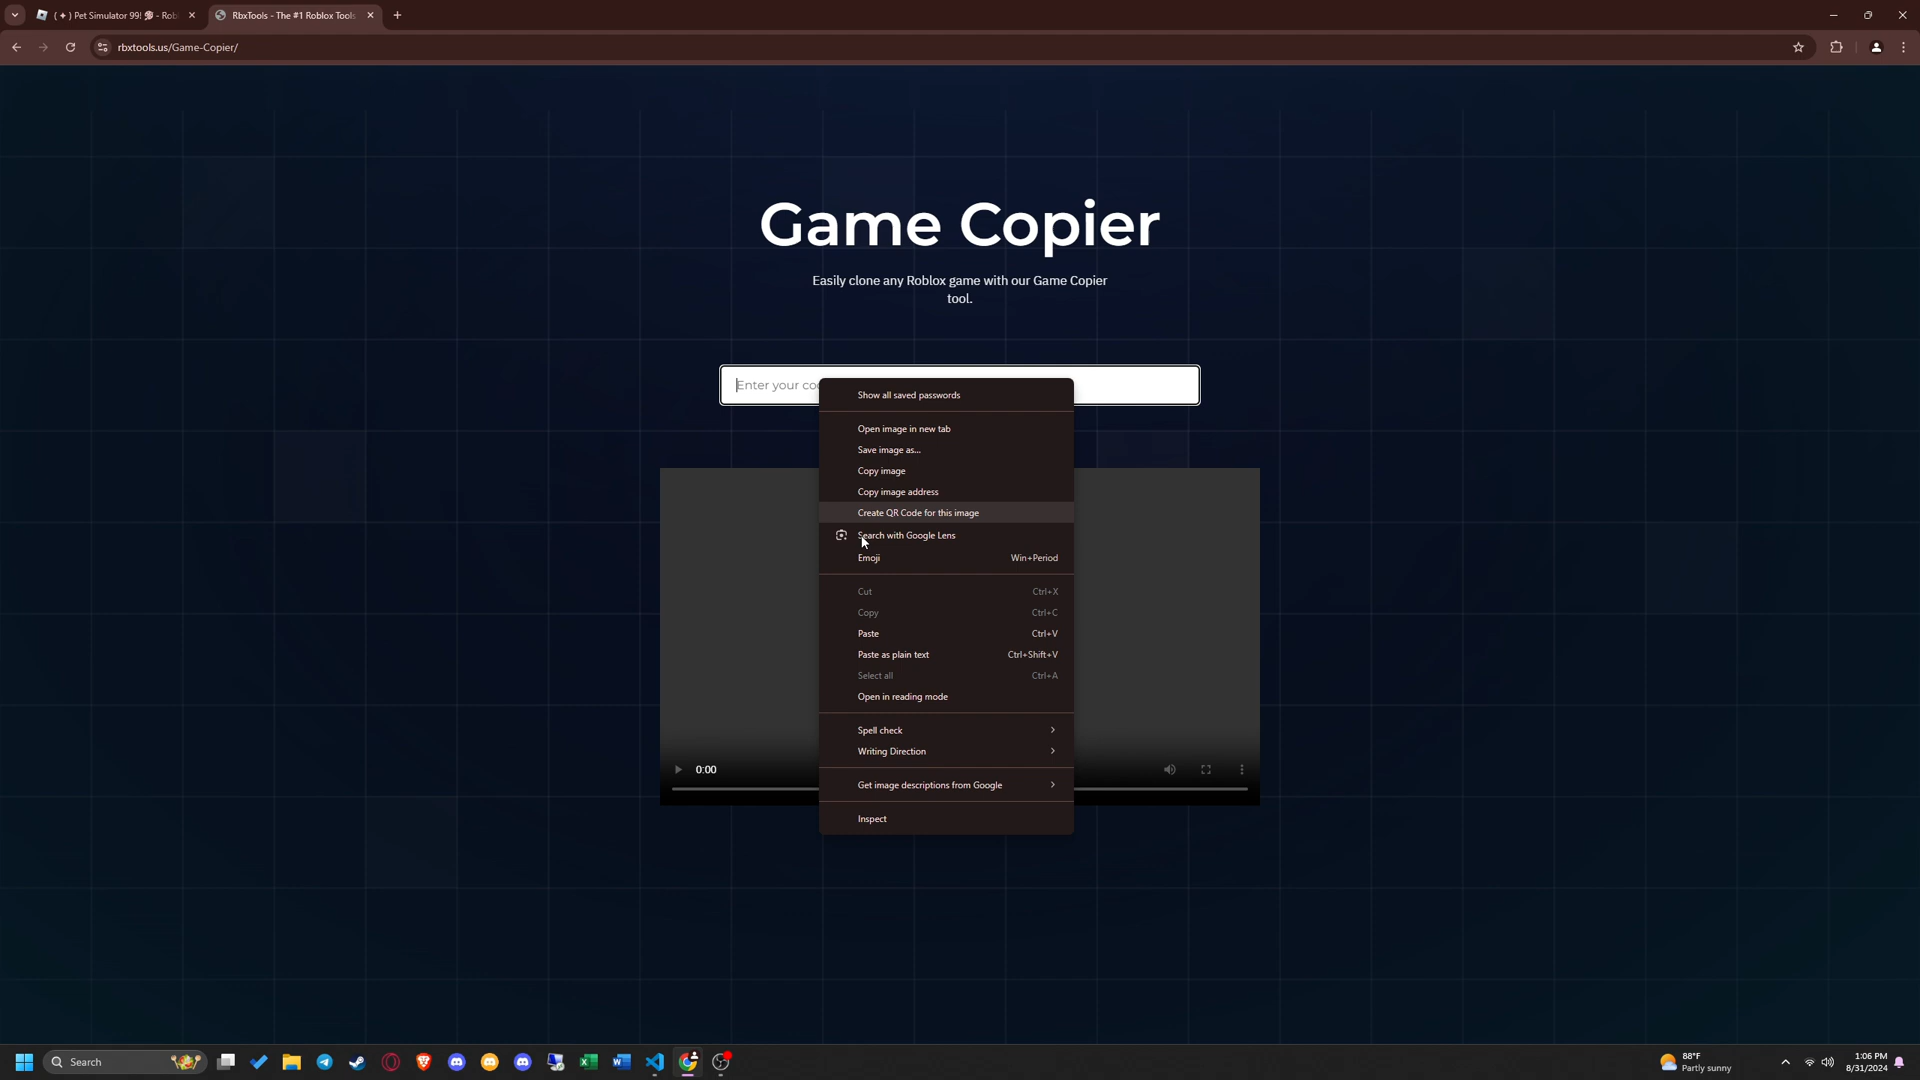 ( ✦ ) Pet Simulator 99! 💬 - Rob
RbxTools - The #1 Roblox Tools
rbxtools.us/Game-Copier/
Game Copier
Easily clone any Roblox game with our Game Copier
tool.
Enter your co
Show all saved passwords
Open image in new tab
Save image as...
Copy image
Copy image address
Create QR Code for this image
Search with Google Lens
Emoji Win+Period
Cut Ctrl+X
Copy Ctrl+C
Paste Ctrl+V
Paste as plain text Ctrl+Shift+V
Select all Ctrl+A
Open in reading mode
Spell check
Writing Direction
0:00
Get image descriptions from Google
Inspect
Search
88°F
Partly sunny
1:06 PM
8/31/2024